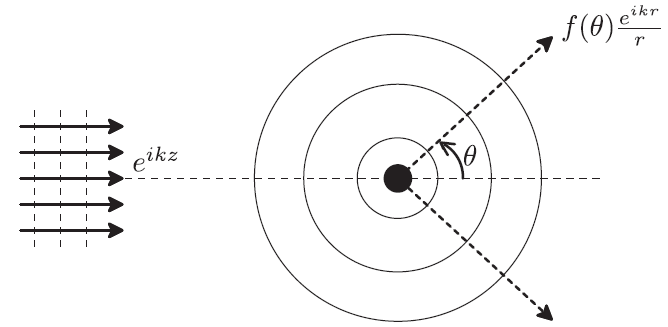 f(θ) e^{ikr}/r
e^{ikz}
θ